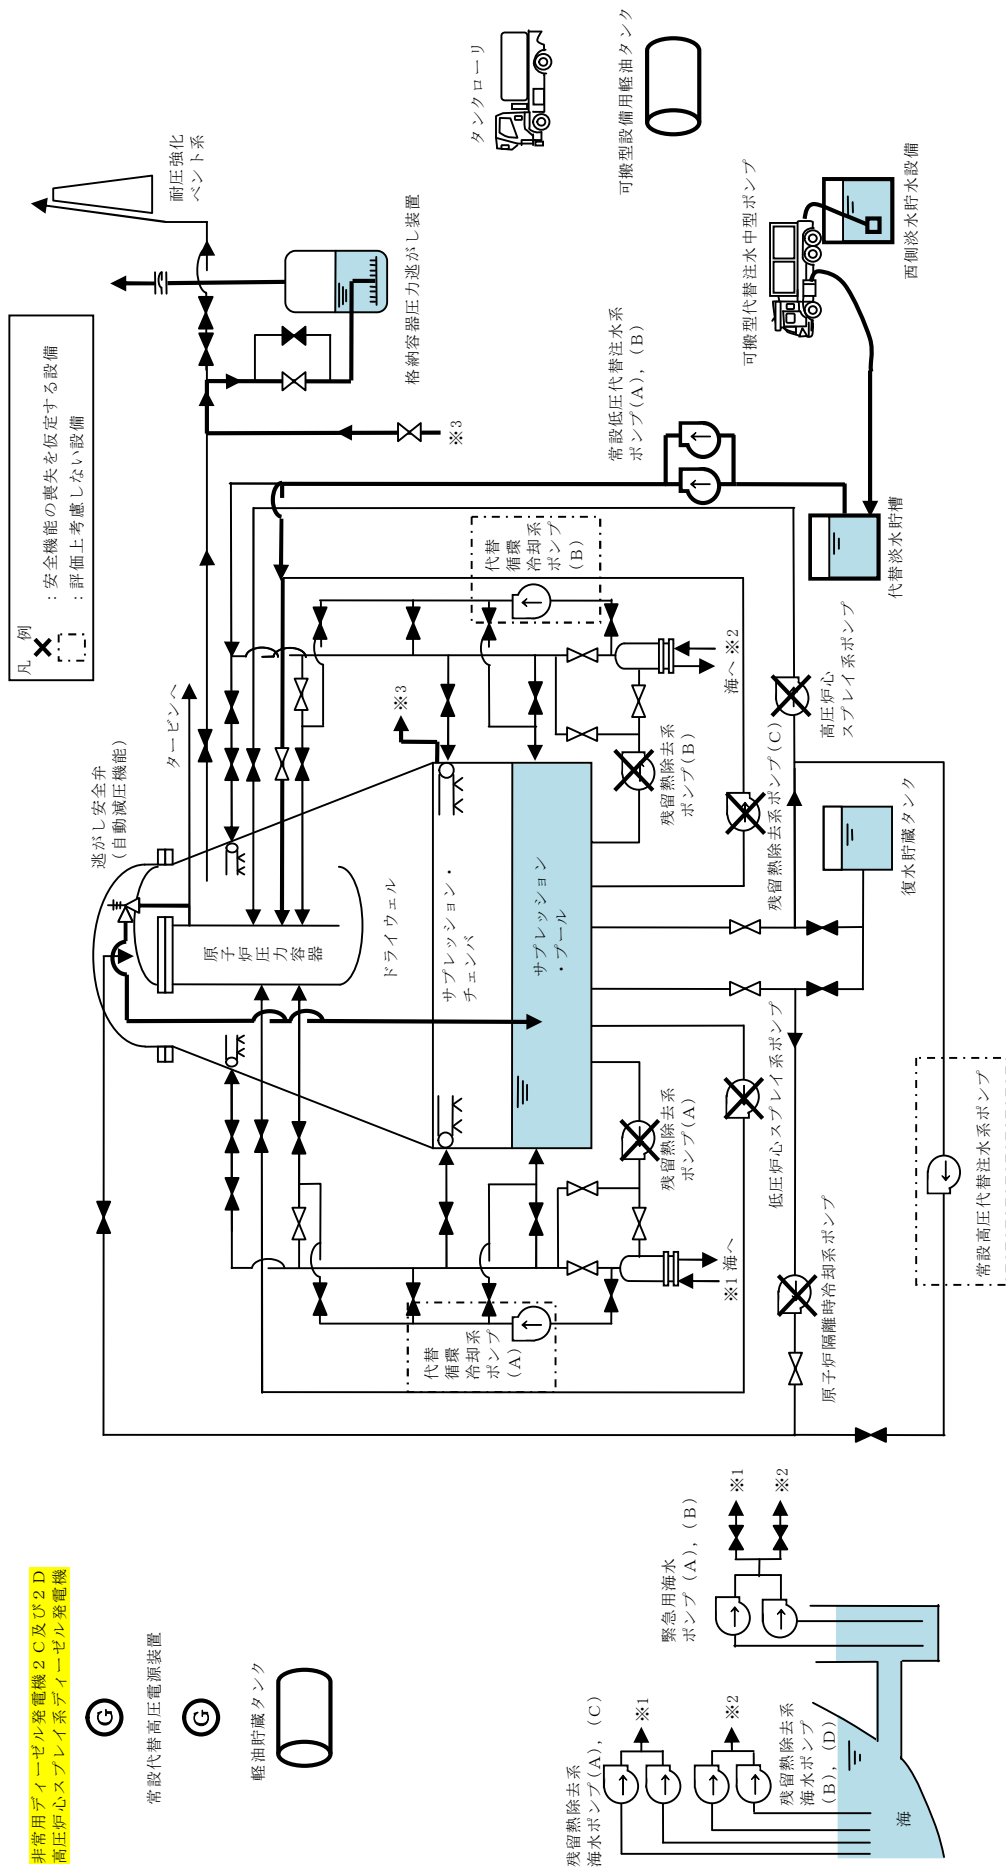 凡　例
：安全機能の喪失を仮定する設備
：評価上考慮しない設備
耐圧強化
ベント系
格納容器圧力逃がし装置
※3
タンクローリ
可搬型設備用軽油タンク
可搬型代替注水中型ポンプ
西側淡水貯水設備
常設低圧代替注水系
ポンプ(A)，(B)
代替淡水貯槽
逃がし安全弁
(自動減圧機能)
タービンへ
※3
代替
循環
冷却系
ポンプ
(B)
海へ ※2
原子炉圧力容器
ドライウェル
サプレッション・
チェンバ
サプレッション
・プール
残留熱除去系
ポンプ(B)
残留熱除去系ポンプ(C)
高圧炉心
スプレイ系ポンプ
復水貯蔵タンク
残留熱除去系
ポンプ(A)
低圧炉心スプレイ系ポンプ
原子炉隔離時冷却系ポンプ
常設高圧代替注水系ポンプ
代替
循環
冷却系
ポンプ
(A)
※1 海へ
非常用ディーゼル発電機２Ｃ及び２Ｄ
高圧炉心スプレイ系ディーゼル発電機
G
常設代替高圧電源装置
G
軽油貯蔵タンク
緊急用海水
ポンプ(A)，(B)
※1
※2
残留熱除去系
海水ポンプ(A)，(C)
※1
※2
残留熱除去系
海水ポンプ
(B)，(D)
海